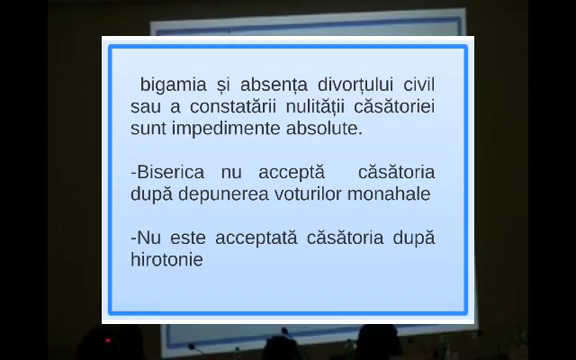 bigamia și absența divorțului civil
sau a constatării nulității căsătoriei
sunt impedimente absolute.
-Biserica nu acceptă căsătoria
după depunerea voturilor monahale
-Nu este acceptată căsătoria după
hirotonie